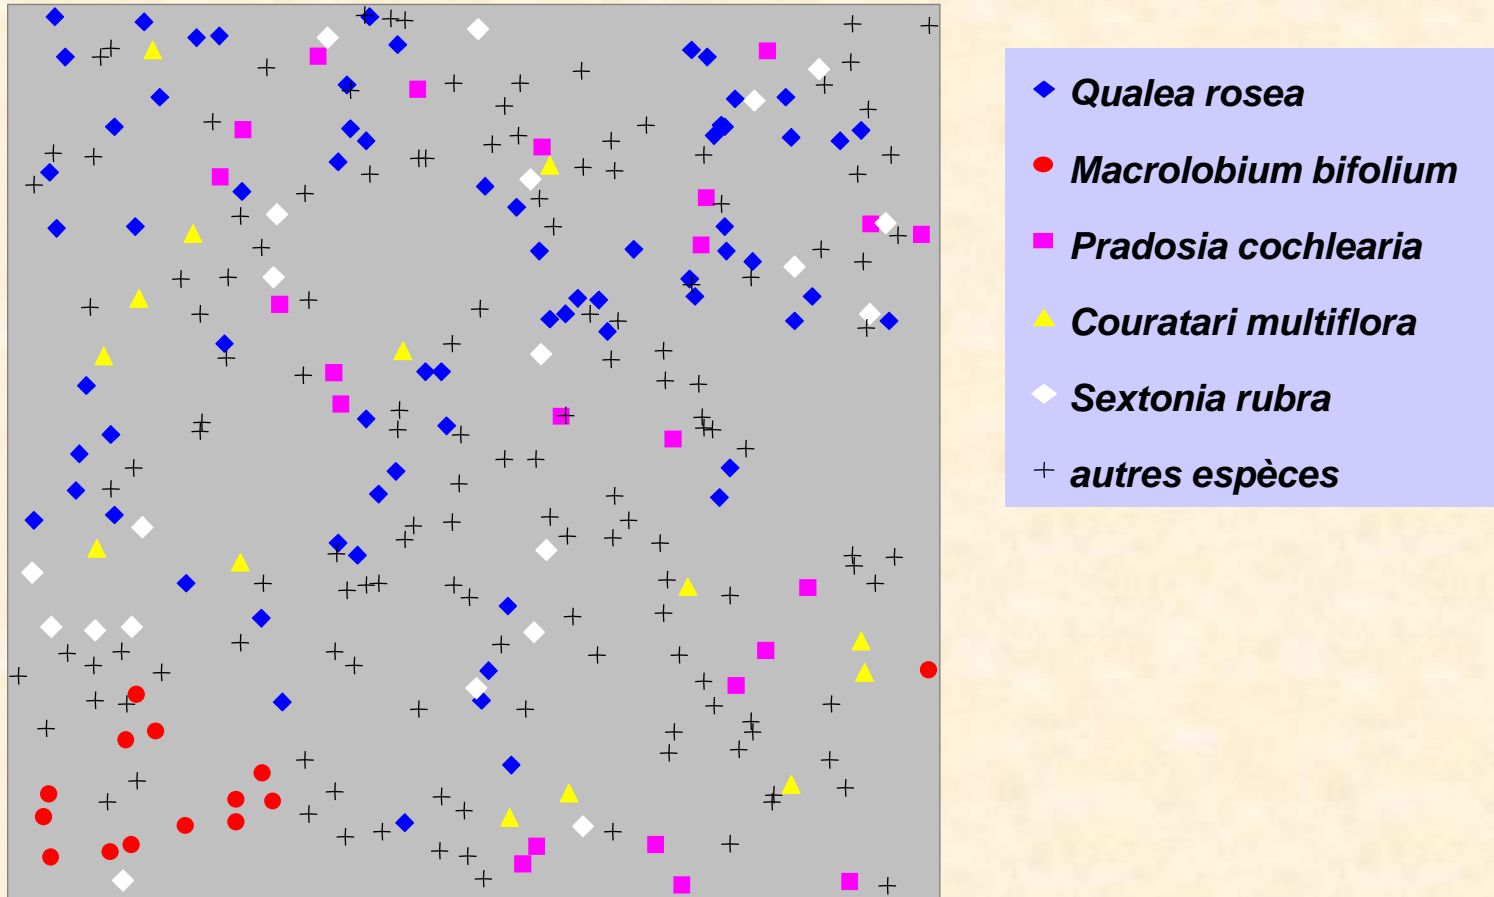 Qualea rosea
Macrolobium bifolium
Pradosia cochlearia
Couratari multiflora
Sextonia rubra
autres espèces